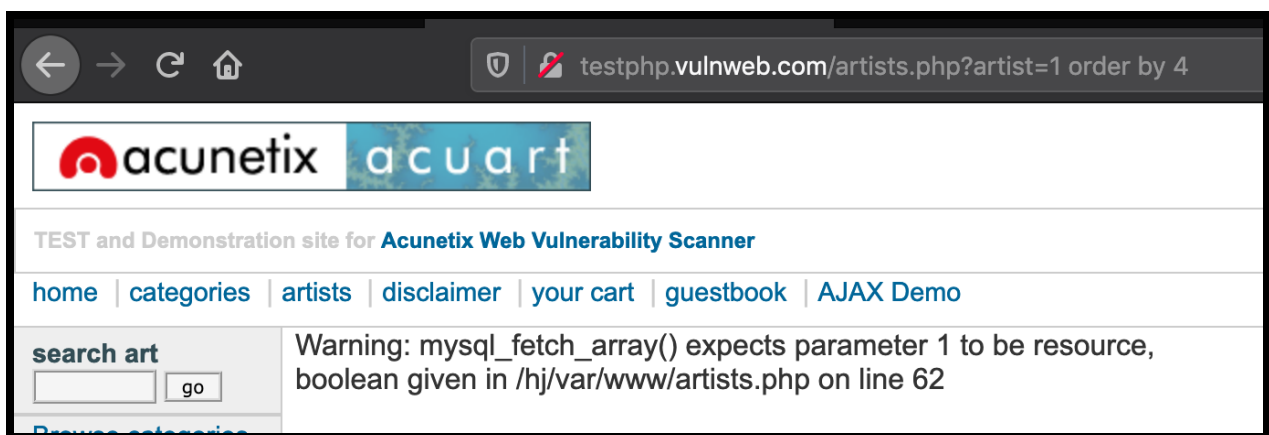 testphp.vulnweb.com/artists.php?artist=1 order by 4
acunetix acuart
TEST and Demonstration site for Acunetix Web Vulnerability Scanner
home | categories | artists | disclaimer | your cart | guestbook | AJAX Demo
search art
go
Warning: mysql_fetch_array() expects parameter 1 to be resource,
boolean given in /hj/var/www/artists.php on line 62
Browse categories